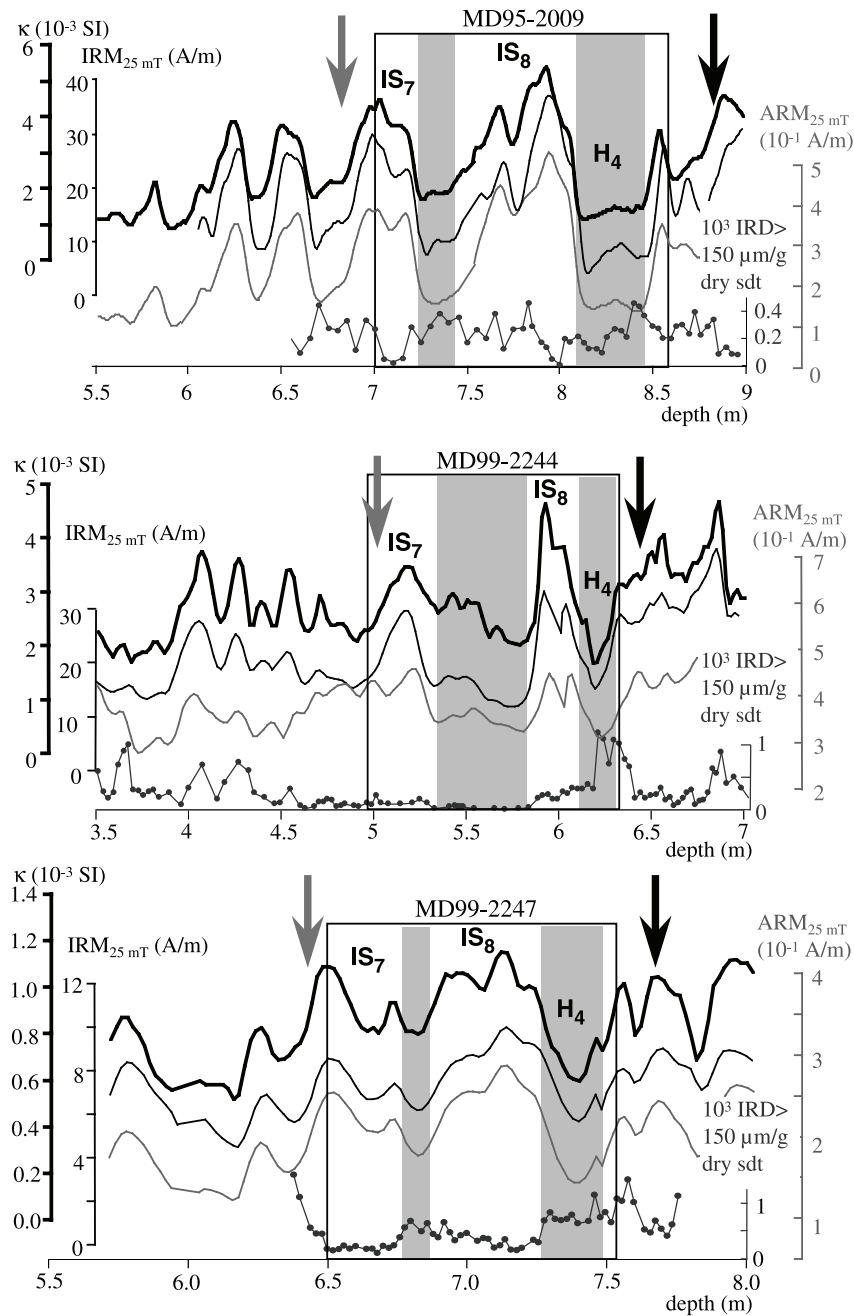 MD95-2009
κ (10⁻³ SI)
IRM₂₅ ₘT (A/m)
ARM₂₅ ₘT
(10⁻¹ A/m)
IS₇
IS₈
H₄
10³ IRD>
150 µm/g
dry sdt
6
4
2
0
40
30
20
10
0
5
4
3
2
1
0
0.4
0.2
0
5.5 6 6.5 7 7.5 8 8.5 9
depth (m)
MD99-2244
κ (10⁻³ SI)
IRM₂₅ ₘT (A/m)
ARM₂₅ ₘT
(10⁻¹ A/m)
IS₇
IS₈
H₄
10³ IRD>
150 µm/g
dry sdt
5
4
3
2
1
0
30
20
10
0
7
6
5
4
3
2
1
0
3.5 4 4.5 5 5.5 6 6.5 7
depth (m)
MD99-2247
κ (10⁻³ SI)
IRM₂₅ ₘT (A/m)
ARM₂₅ ₘT
(10⁻¹ A/m)
IS₇
IS₈
H₄
10³ IRD>
150 µm/g
dry sdt
1.4
1.2
1.0
0.8
0.6
0.4
0.2
0.0
12
8
4
0
4
3
2
1
1
0
5.5 6.0 6.5 7.0 7.5 8.0
depth (m)